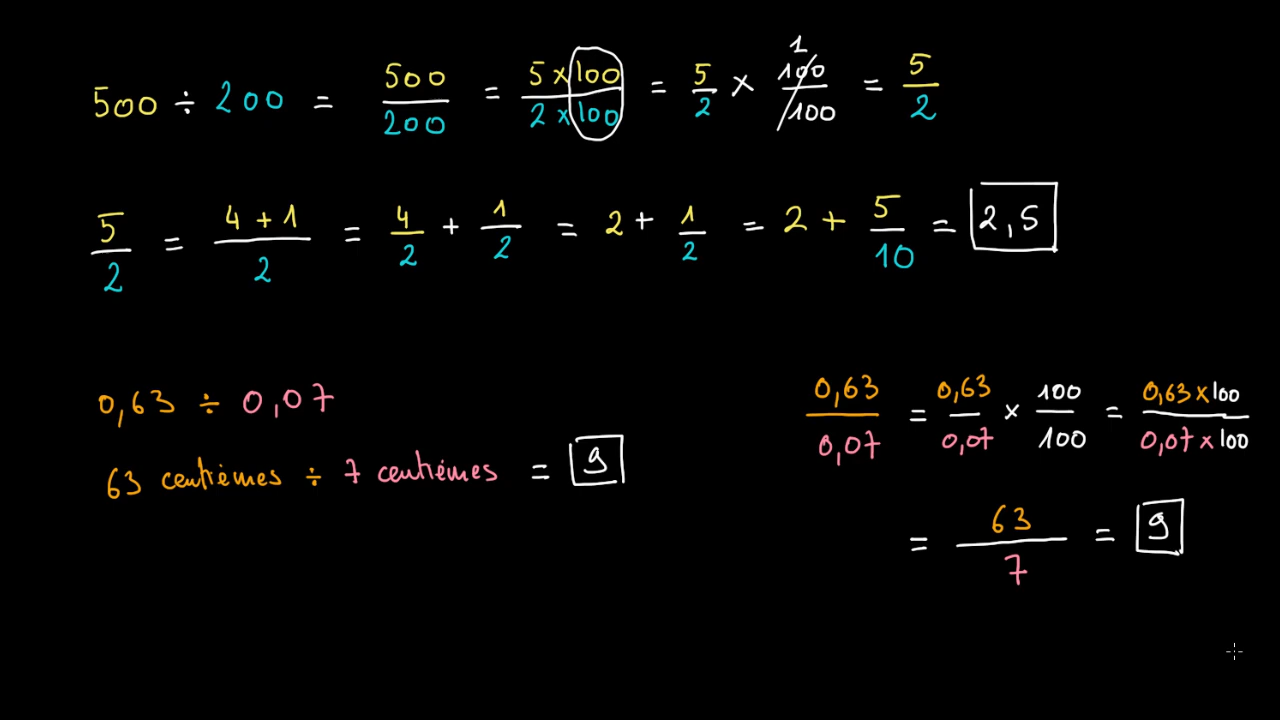 500 ÷ 200 = 500/200 = 5 × 100/2 × 100 = 5/2 × 100/100 1 = 5/2
5/2 = 4 + 1/2 = 4/2 + 1/2 = 2 + 1/2 = 2 + 5/10 = 2,5
0,63 ÷ 0,07
63 centièmes ÷ 7 centièmes = 9
0,63/0,07 = 0,63/0,07 × 100/100 = 0,63 × 100/0,07 × 100
= 63/7 = 9